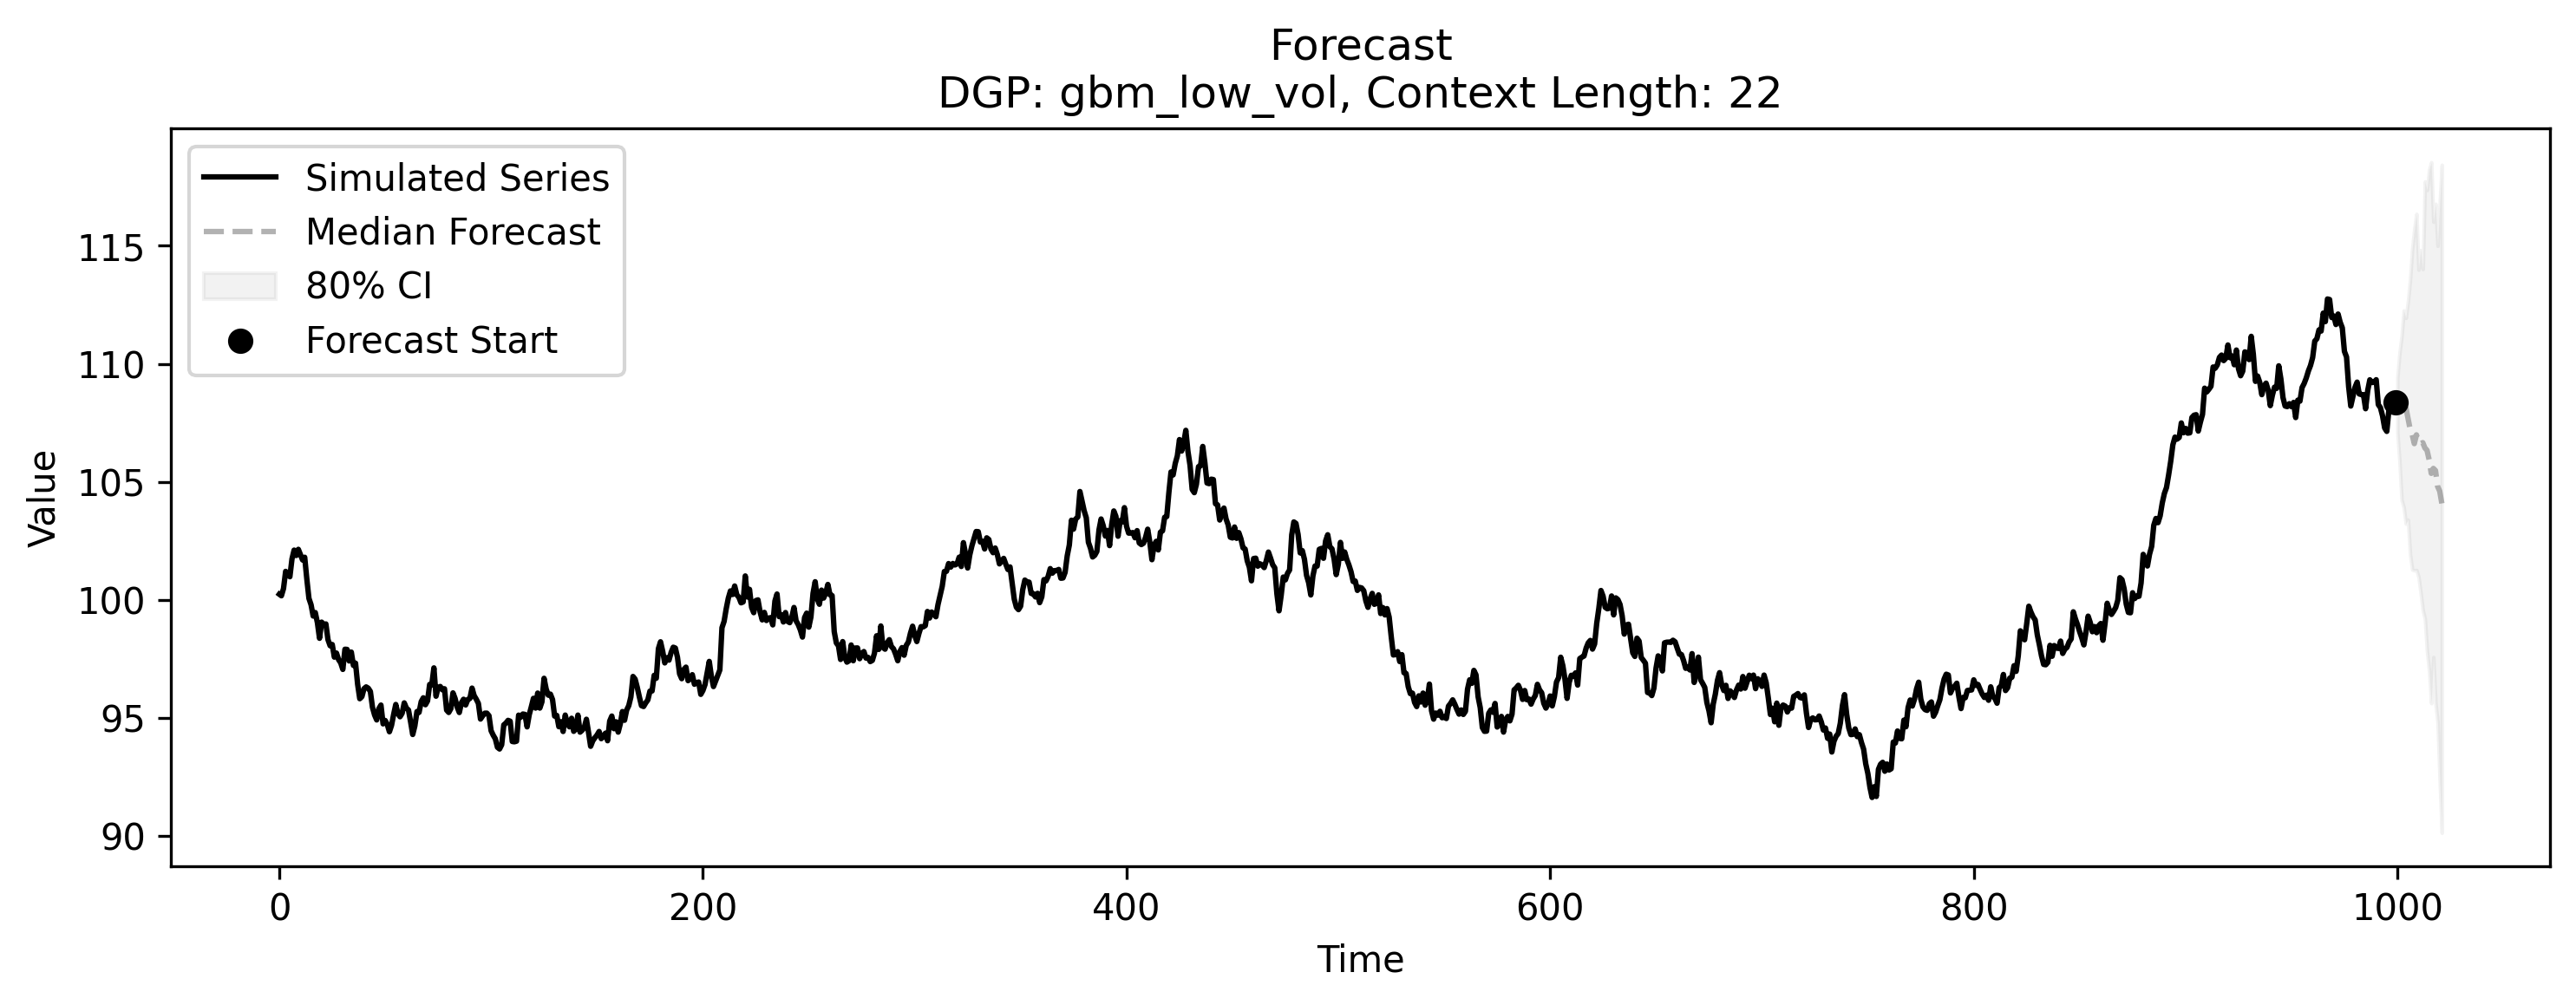 Forecast
DGP: gbm_low_vol, Context Length: 22
Simulated Series
Median Forecast
80% CI
Forecast Start
115
110
105
100
95
90
Value
0
200
400
600
800
1000
Time